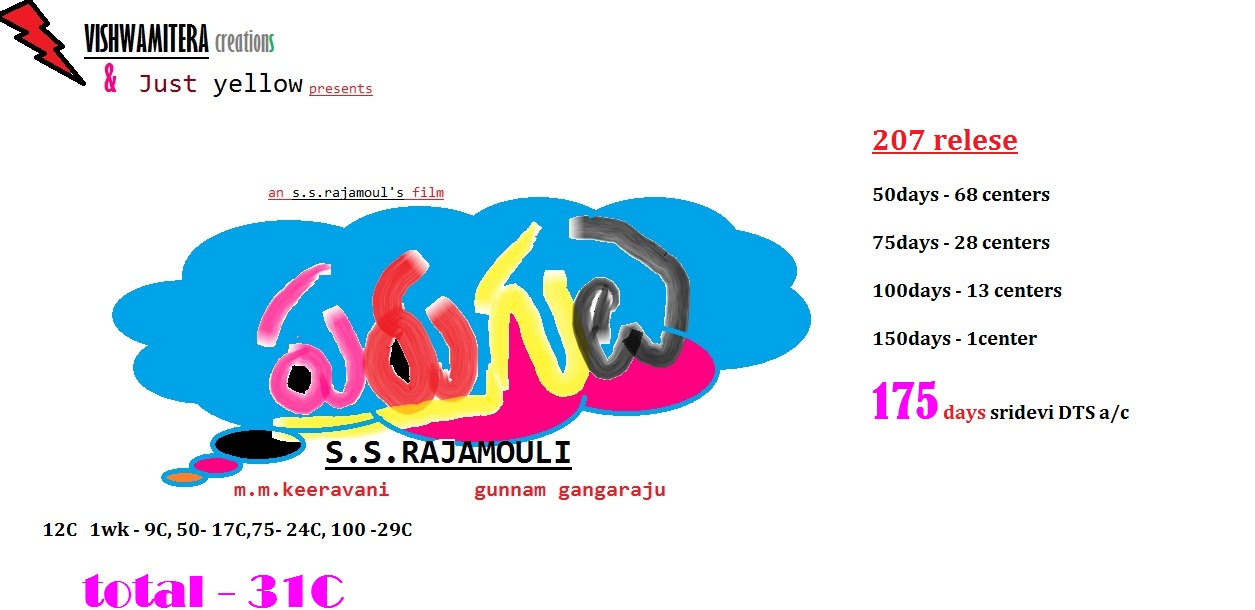 VISHWAMITERA creations
& Just yellow presents
an s.s.rajamoul's film
S.S.RAJAMOULI
m.m.keeravani gunnam gangaraju
12C 1wk - 9C, 50- 17C,75- 24C, 100 -29C
total - 31C
207 relese
50days - 68 centers
75days - 28 centers
100days - 13 centers
150days - 1center
175 days sridevi DTS a/c